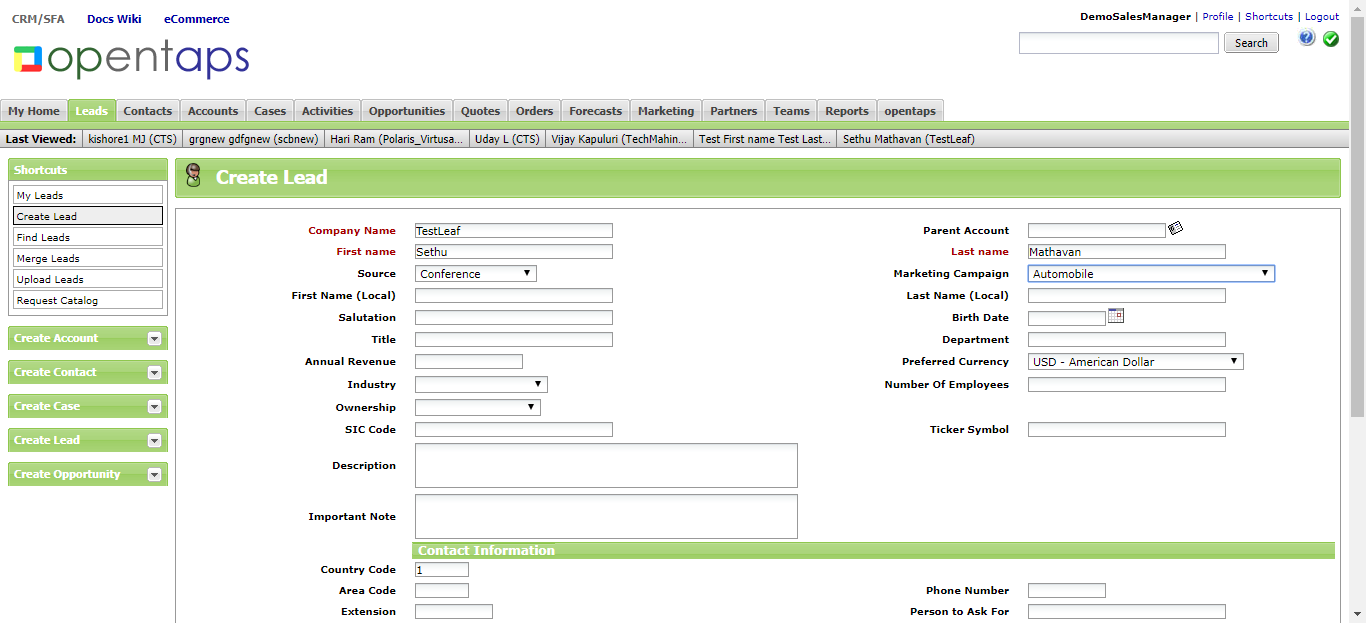 CRM/SFA Docs Wiki eCommerce
DemoSalesManager | Profile | Shortcuts | Logout
opentaps
Search
My Home Leads Contacts Accounts Cases Activities Opportunities Quotes Orders Forecasts Marketing Partners Teams Reports opentaps
Last Viewed: kishore1 MJ (CTS) grgnew gdfgnew (scbnew) Hari Ram (Polaris_Virtusa... Uday L (CTS) Vijay Kapuluri (TechMahin... Test First name Test Last... Sethu Mathavan (TestLeaf)
Shortcuts
My Leads
Create Lead
Find Leads
Merge Leads
Upload Leads
Request Catalog
Create Account
Create Contact
Create Case
Create Lead
Create Opportunity
Create Lead
Company Name TestLeaf Parent Account
First name Sethu Last name Mathavan
Source Conference Marketing Campaign Automobile
First Name (Local) Last Name (Local)
Salutation Birth Date
Title Department
Annual Revenue Preferred Currency USD - American Dollar
Industry Number Of Employees
Ownership
SIC Code Ticker Symbol
Description
Important Note
Contact Information
Country Code 1
Area Code Phone Number
Extension Person to Ask For